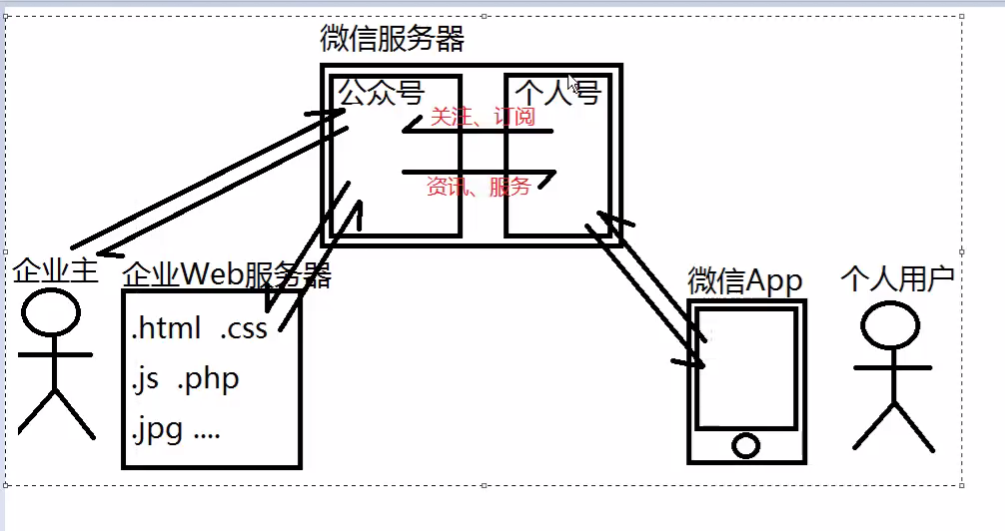 微信服务器
公众号
个人号
关注、订阅
资讯、服务
企业主
企业Web服务器
.html .css
.js .php
.jpg ....
微信App
个人用户